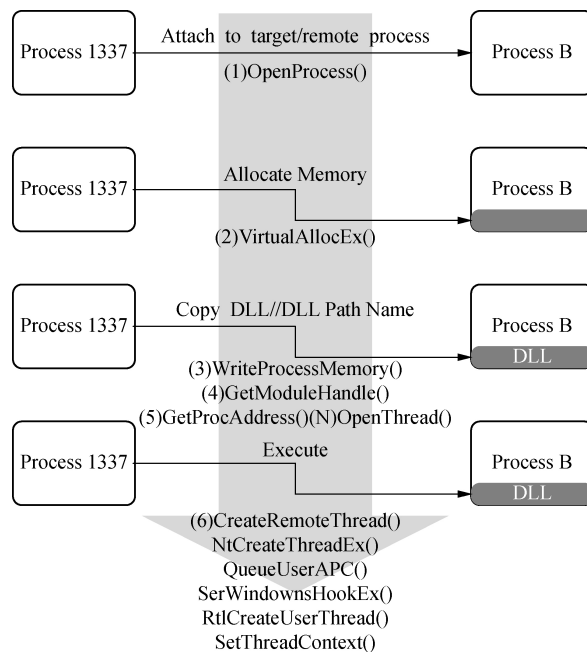 Process 1337
Attach to target/remote process
(1)OpenProcess()
Process B
Process 1337
Allocate Memory
(2)VirtualAllocEx()
Process B
Process 1337
Copy DLL//DLL Path Name
(3)WriteProcessMemory()
(4)GetModuleHandle()
(5)GetProcAddress()(N)OpenThread()
Process B
DLL
Process 1337
Execute
Process B
DLL
(6)CreateRemoteThread()
NtCreateThreadEx()
QueueUserAPC()
SerWindownsHookEx()
RtlCreateUserThread()
SetThreadContext()